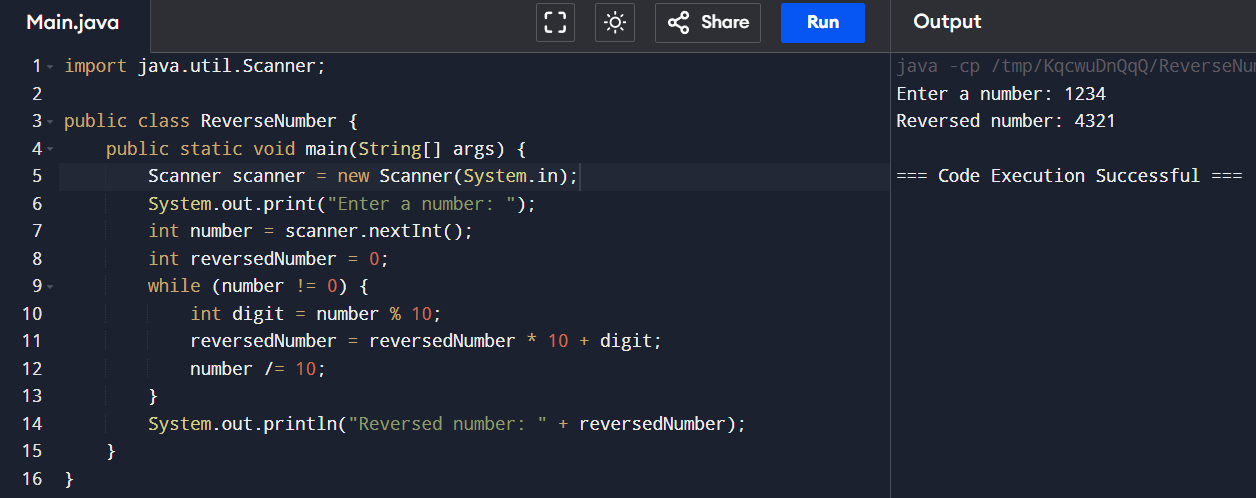 Main.java
Share
Run
Output
1 import java.util.Scanner;
2
3 public class ReverseNumber {
4     public static void main(String[] args) {
5         Scanner scanner = new Scanner(System.in);
6         System.out.print("Enter a number: ");
7         int number = scanner.nextInt();
8         int reversedNumber = 0;
9         while (number != 0) {
10             int digit = number % 10;
11             reversedNumber = reversedNumber * 10 + digit;
12             number /= 10;
13         }
14         System.out.println("Reversed number: " + reversedNumber);
15     }
16 }
java -cp /tmp/KqcwuDnQqQ/ReverseNu
Enter a number: 1234
Reversed number: 4321
=== Code Execution Successful ===